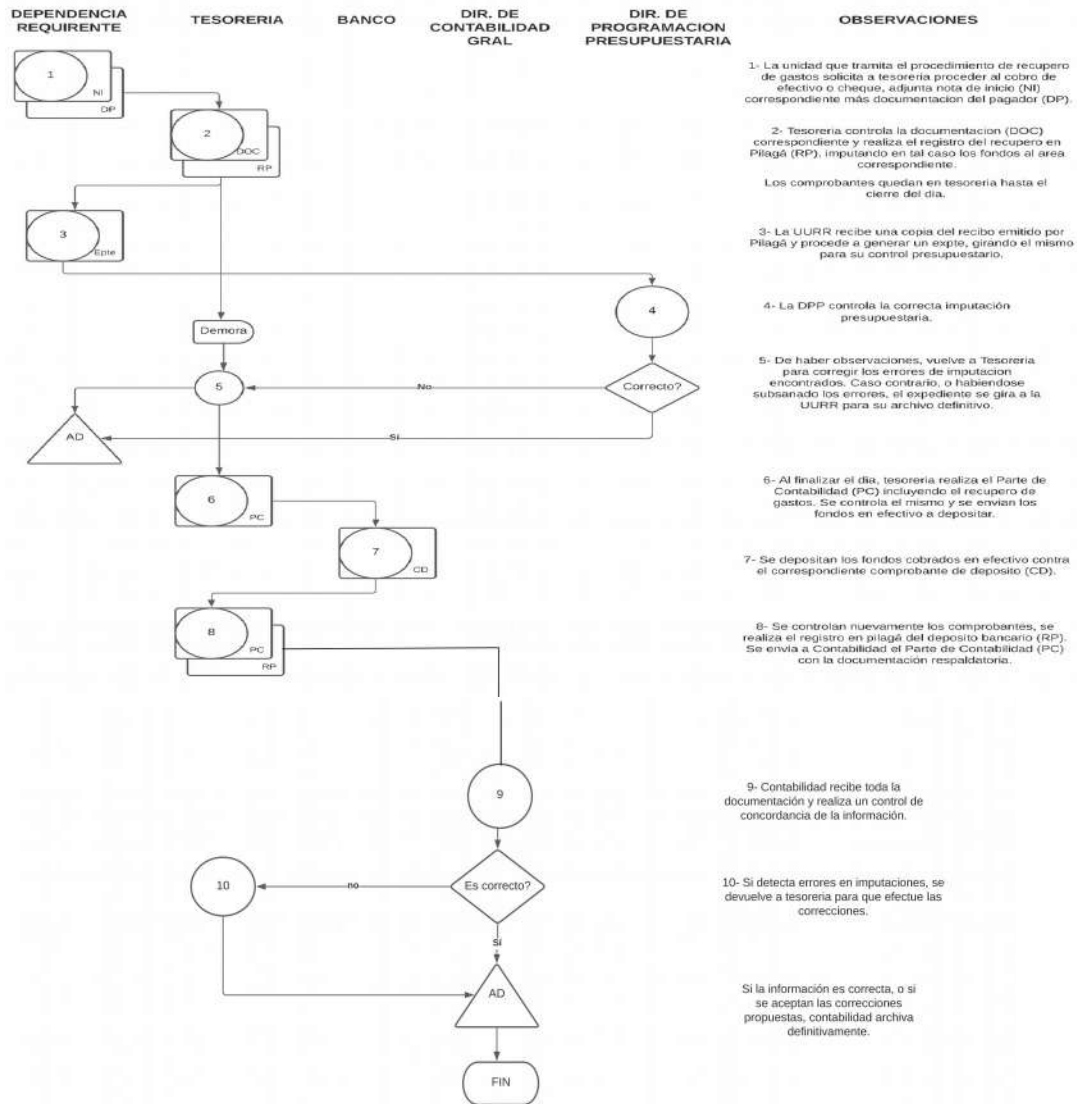 DEPENDENCIA
REQUIRENTE
TESORERIA
BANCO
DIR. DE
CONTABILIDAD
GRAL
DIR. DE
PROGRAMACION
PRESUPUESTARIA
OBSERVACIONES
1
NI
DP
1- La unidad que tramita el procedimiento de recupero
de gastos solicita a tesoreria proceder al cobro de
efectivo o cheque, adjunta nota de inicio (NI)
correspondiente más documentacion del pagador (DP).
2
DOC
RP
2- Tesoreria controla la documentacion (DOC)
correspondiente y realiza el registro del recupero en
Pilagá (RP), imputando en tal caso los fondos al area
correspondiente.
Los comprobantes quedan en tesoreria hasta el
cierre del dia.
3
Epte
3- La UURR recibe una copia del recibo emitido por
Pilagá y procede a generar un expte, girando el mismo
para su control presupuestario.
4
4- La DPP controla la correcta imputación
presupuestaria.
Demora
5
No
Correcto?
5- De haber observaciones, vuelve a Tesoreria
para corregir los errores de imputacion
encontrados. Caso contrario, o habiendose
subsanado los errores, el expediente se gira a la
UURR para su archivo definitivo.
AD
Si
6
PC
6- Al finalizar el dia, tesoreria realiza el Parte de
Contabilidad (PC) incluyendo el recupero de
gastos. Se controla el mismo y se envian los
fondos en efectivo a depositar.
7
CD
7- Se depositan los fondos cobrados en efectivo contra
el correspondiente comprobante de deposito (CD).
8
PC
RP
8- Se controlan nuevamente los comprobantes, se
realiza el registro en pilagá del deposito bancario (RP).
Se envia a Contabilidad el Parte de Contabilidad (PC)
con la documentación respaldatoria.
9
9- Contabilidad recibe toda la
documentación y realiza un control de
concordancia de la información.
10
no
Es correcto?
10- Si detecta errores en imputaciones, se
devuelve a tesoreria para que efectue las
correcciones.
si
AD
Si la información es correcta, o si
se aceptan las correcciones
propuestas, contabilidad archiva
definitivamente.
FIN